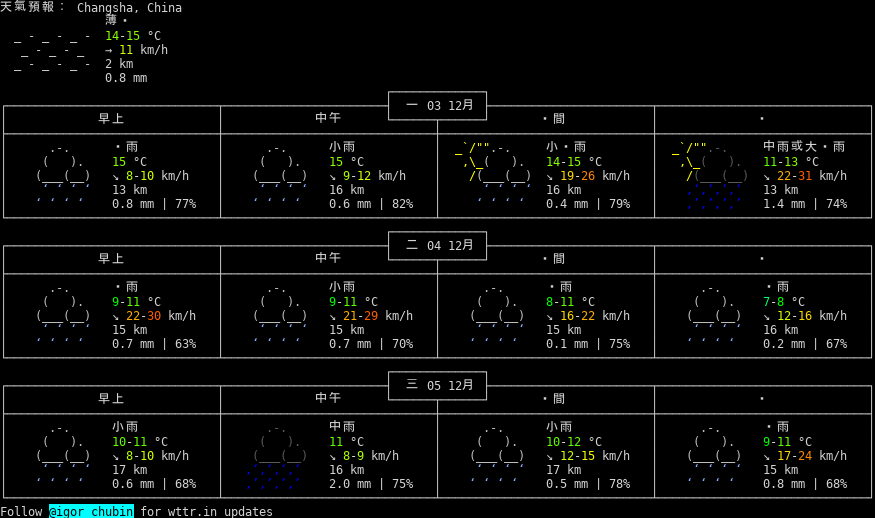 天氣預報： Changsha, China
薄・
14-15 °C
→ 11 km/h
2 km
0.8 mm
一 03 12月
早上 中午 ・間 ・
・雨 小雨 小・雨 中雨或大・雨
15 °C 15 °C 14-15 °C 11-13 °C
↘ 8-10 km/h ↘ 9-12 km/h ↘ 19-26 km/h ↘ 22-31 km/h
13 km 16 km 16 km 13 km
0.8 mm | 77% 0.6 mm | 82% 0.4 mm | 79% 1.4 mm | 74%
二 04 12月
早上 中午 ・間 ・
・雨 小雨 ・雨 ・雨
9-11 °C 9-11 °C 8-11 °C 7-8 °C
↘ 22-30 km/h ↘ 21-29 km/h ↘ 16-22 km/h ↘ 12-16 km/h
15 km 15 km 15 km 16 km
0.7 mm | 63% 0.7 mm | 70% 0.1 mm | 75% 0.2 mm | 67%
三 05 12月
早上 中午 ・間 ・
小雨 中雨 小雨 ・雨
10-11 °C 11 °C 10-12 °C 9-11 °C
↘ 8-10 km/h ↘ 8-9 km/h ↘ 12-15 km/h ↘ 17-24 km/h
17 km 16 km 17 km 15 km
0.6 mm | 68% 2.0 mm | 75% 0.5 mm | 78% 0.8 mm | 68%
Follow @igor_chubin for wttr.in updates